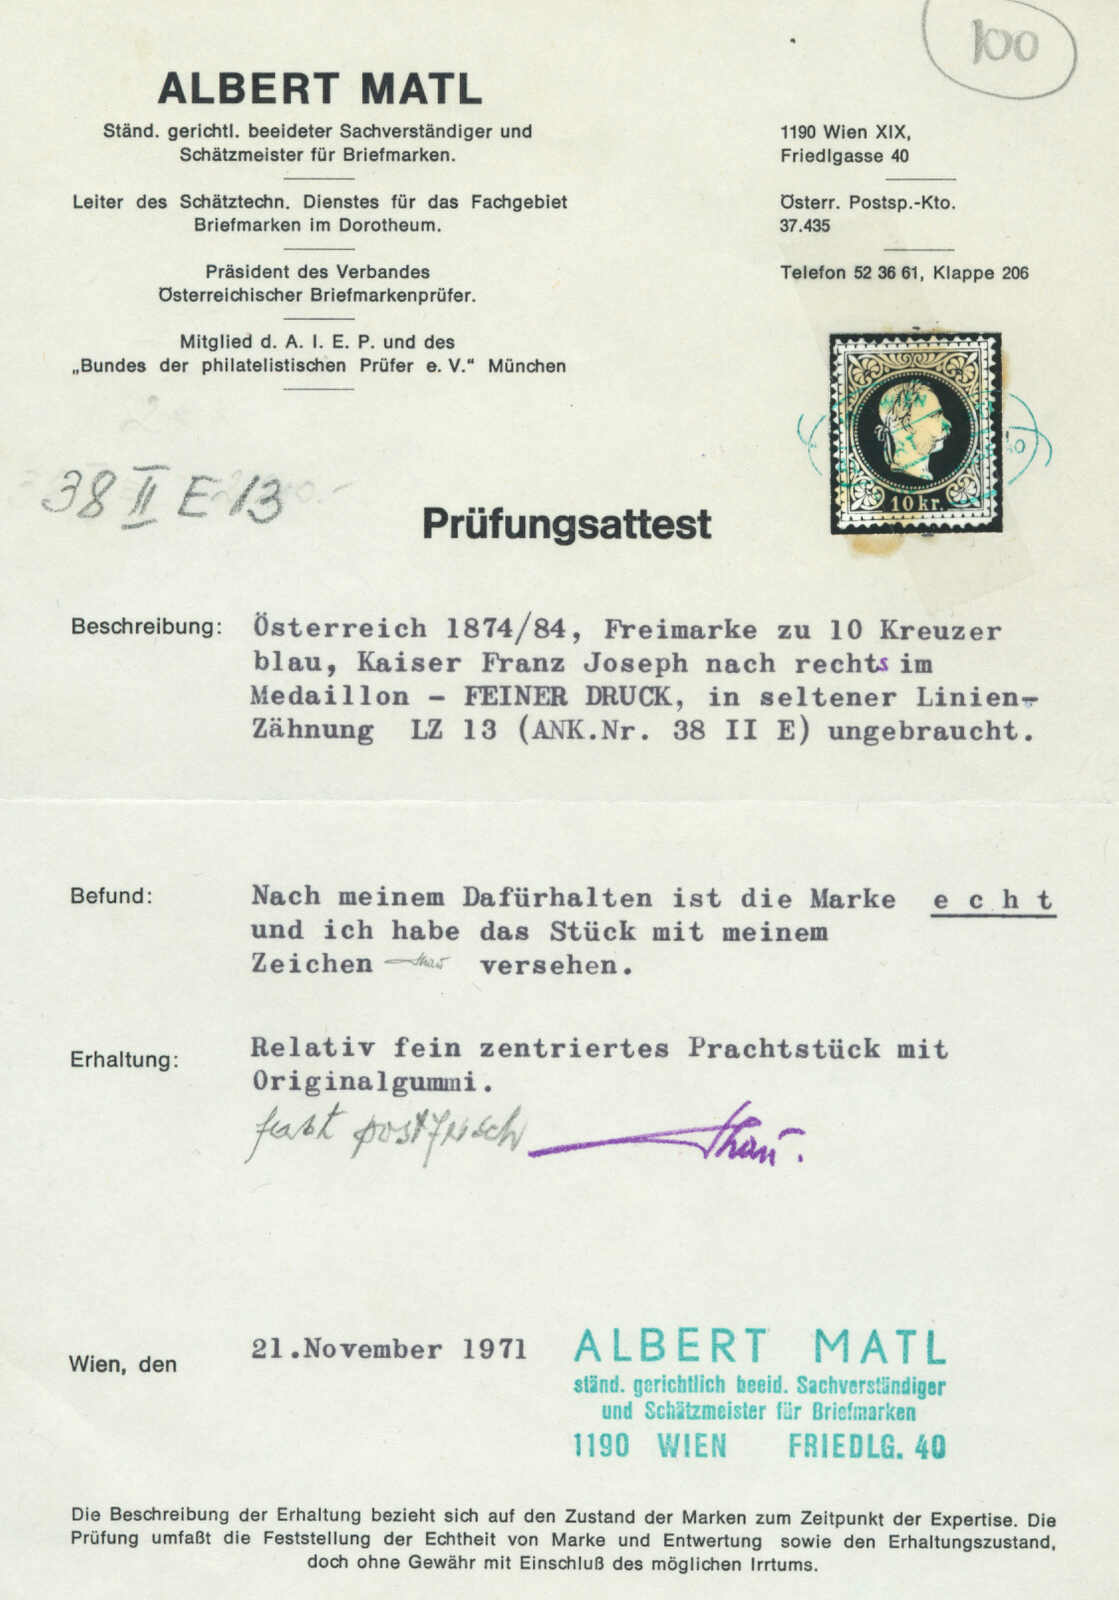 100
ALBERT MATL
Ständ. gerichtl. beeideter Sachverständiger und
Schätzmeister für Briefmarken.
Leiter des Schätztechn. Dienstes für das Fachgebiet
Briefmarken im Dorotheum.
Präsident des Verbandes
Österreichischer Briefmarkenprüfer.
Mitglied d. A. I. E. P. und des
„Bundes der philatelistischen Prüfer e. V.“ München
1190 Wien XIX,
Friedlgasse 40
Österr. Postsp.-Kto.
37.435
Telefon 52 36 61, Klappe 206
WIEN
10 kr.
38 II E 13
Prüfungsattest
Beschreibung: Österreich 1874/84, Freimarke zu 10 Kreuzer
blau, Kaiser Franz Joseph nach rechts im
Medaillon - FEINER DRUCK, in seltener Linien-
Zähnung LZ 13 (ANK.Nr. 38 II E) ungebraucht.
Befund: Nach meinem Dafürhalten ist die Marke e c h t
und ich habe das Stück mit meinem
Zeichen versehen.
Erhaltung: Relativ fein zentriertes Prachtstück mit
Originalgummi.
fast postfrisch
Wien, den 21.November 1971
ALBERT MATL
ständ. gerichtlich beeid. Sachverständiger
und Schätzmeister für Briefmarken
1190 WIEN FRIEDLG. 40
Die Beschreibung der Erhaltung bezieht sich auf den Zustand der Marken zum Zeitpunkt der Expertise. Die
Prüfung umfaßt die Feststellung der Echtheit von Marke und Entwertung sowie den Erhaltungszustand,
doch ohne Gewähr mit Einschluß des möglichen Irrtums.